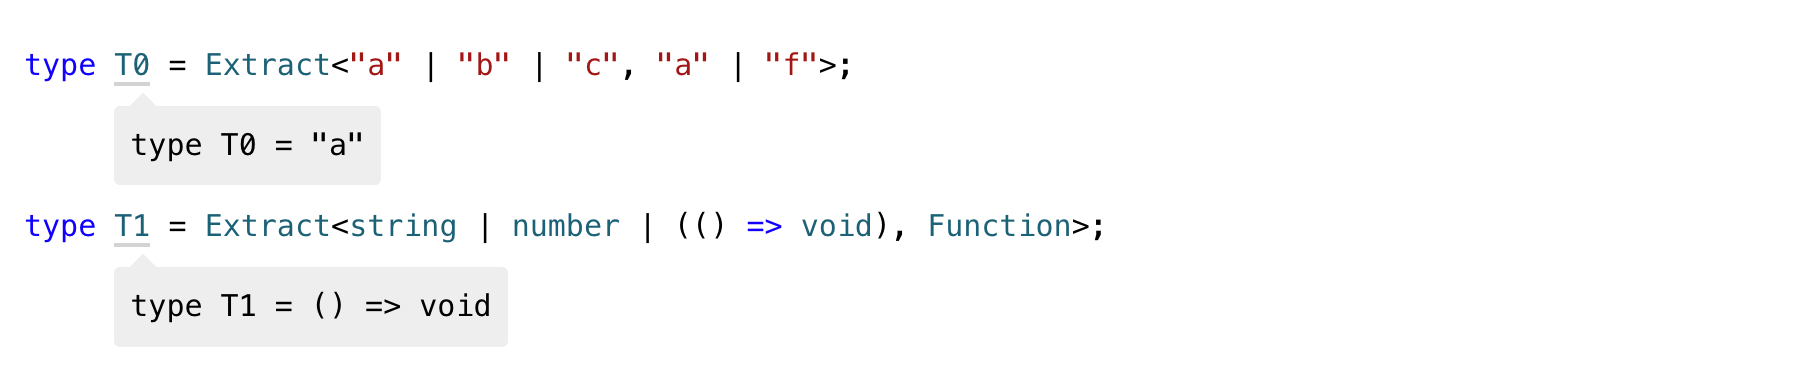 type T0 = Extract<"a" | "b" | "c", "a" | "f">;
type T0 = "a"
type T1 = Extract<string | number | (() => void), Function>;
type T1 = () => void